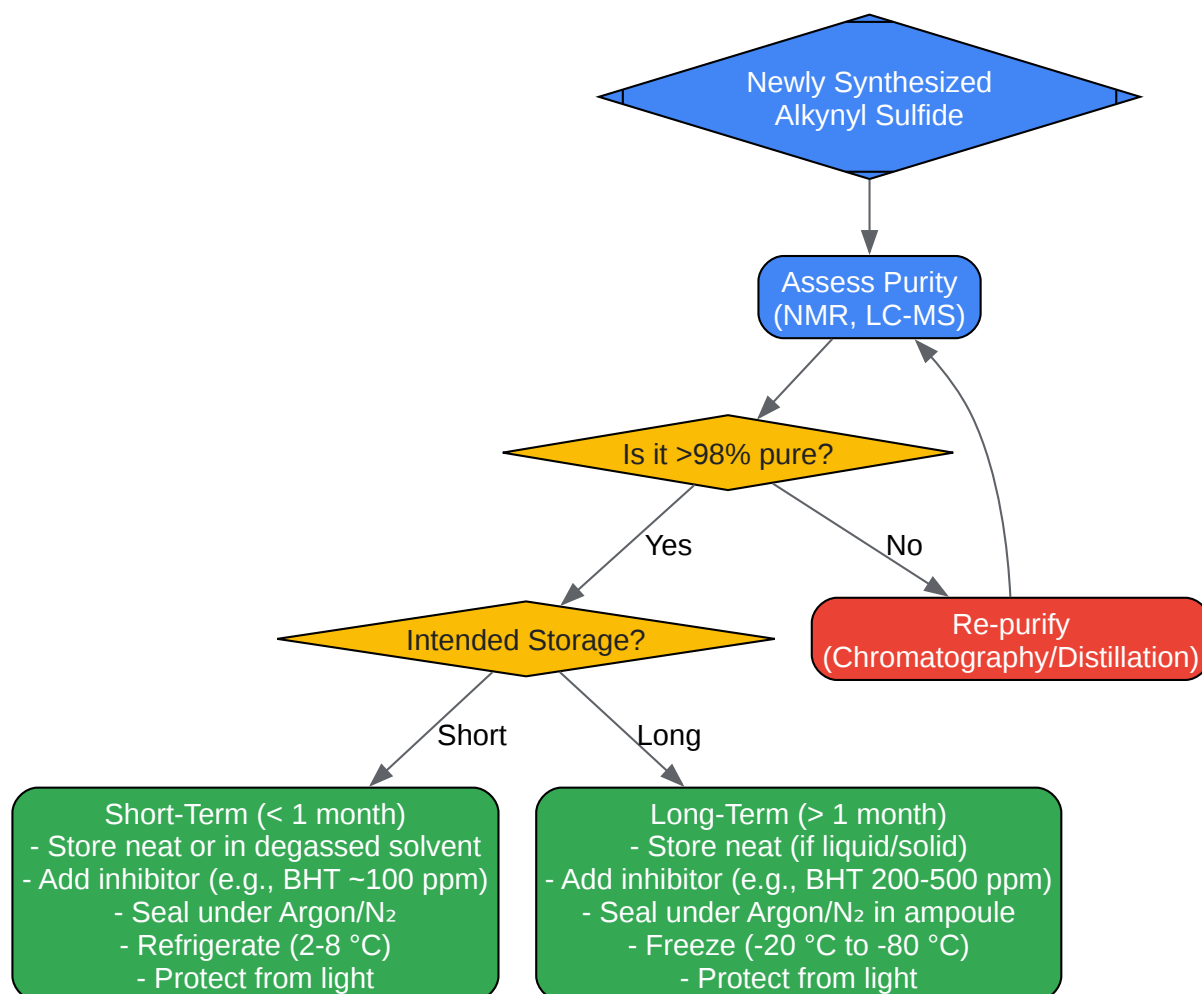 Newly Synthesized
Alkynyl Sulfide
Assess Purity
(NMR, LC-MS)
Is it >98% pure?
Yes
No
Intended Storage?
Re-purify
(Chromatography/Distillation)
Short
Long
Short-Term (< 1 month)
- Store neat or in degassed solvent
- Add inhibitor (e.g., BHT ~100 ppm)
- Seal under Argon/N₂
- Refrigerate (2-8 °C)
- Protect from light
Long-Term (> 1 month)
- Store neat (if liquid/solid)
- Add inhibitor (e.g., BHT 200-500 ppm)
- Seal under Argon/N₂ in ampoule
- Freeze (-20 °C to -80 °C)
- Protect from light